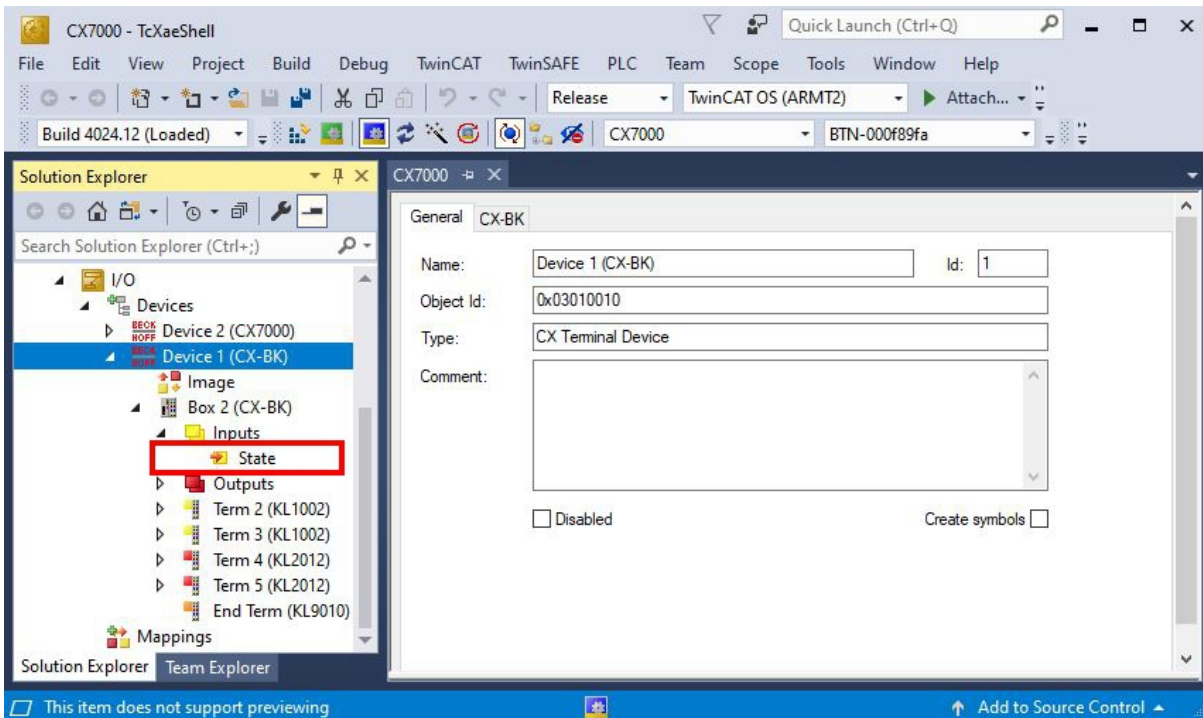 CX7000 - TcXaeShell
Quick Launch (Ctrl+Q)
File Edit View Project Build Debug TwinCAT TwinSAFE PLC Team Scope Tools Window Help
Release TwinCAT OS (ARMT2) Attach...
Build 4024.12 (Loaded) CX7000 BTN-000f89fa
Solution Explorer
Search Solution Explorer (Ctrl+;)
I/O
Devices
BECKHOFF Device 2 (CX7000)
BECKHOFF Device 1 (CX-BK)
Image
Box 2 (CX-BK)
Inputs
State
Outputs
Term 2 (KL1002)
Term 3 (KL1002)
Term 4 (KL2012)
Term 5 (KL2012)
End Term (KL9010)
Mappings
Solution Explorer Team Explorer
CX7000
General CX-BK
Name: Device 1 (CX-BK) Id: 1
Object Id: 0x03010010
Type: CX Terminal Device
Comment:
Disabled Create symbols
This item does not support previewing Add to Source Control